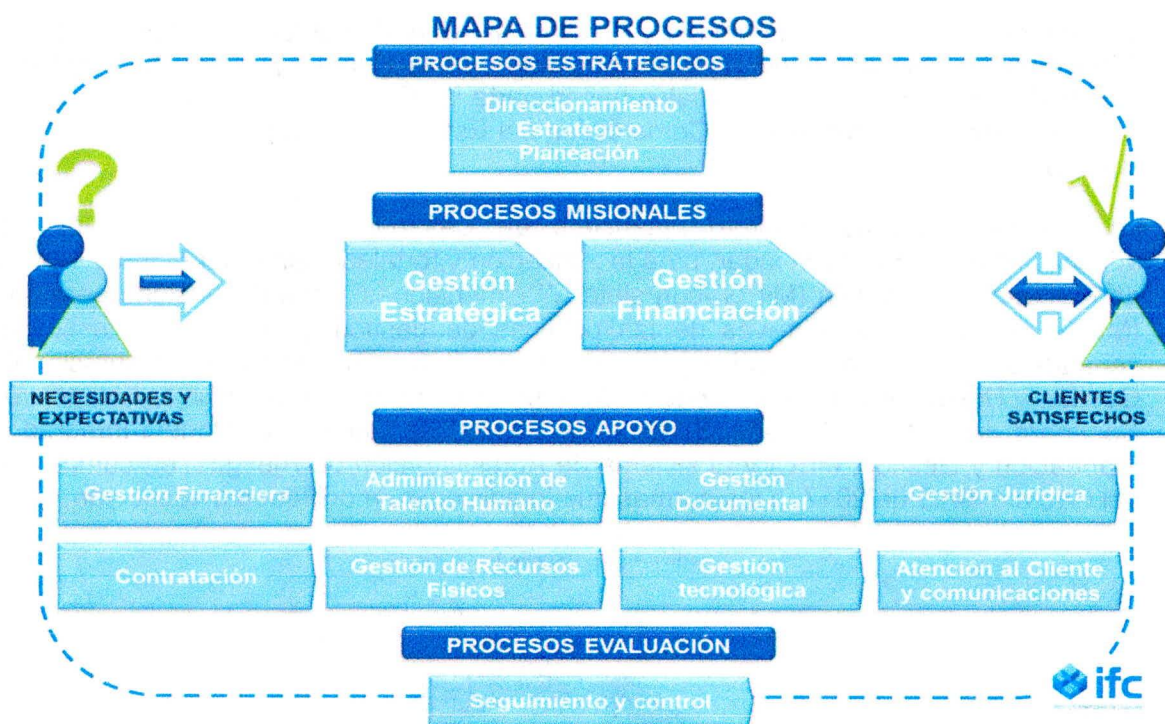 MAPA DE PROCESOS
PROCESOS ESTRÁTEGICOS
Direccionamiento
Estratégico
Planeación
?
PROCESOS MISIONALES
Gestión
Estratégica
Gestión
Financiación
NECESIDADES Y
EXPECTATIVAS
CLIENTES
SATISFECHOS
PROCESOS APOYO
Gestión Financiera
Administración de
Talento Humano
Gestión
Documental
Gestión Jurídica
Contratación
Gestión de Recursos
Físicos
Gestión
tecnológica
Atención al Cliente
y comunicaciones
PROCESOS EVALUACIÓN
Seguimiento y control
ifc